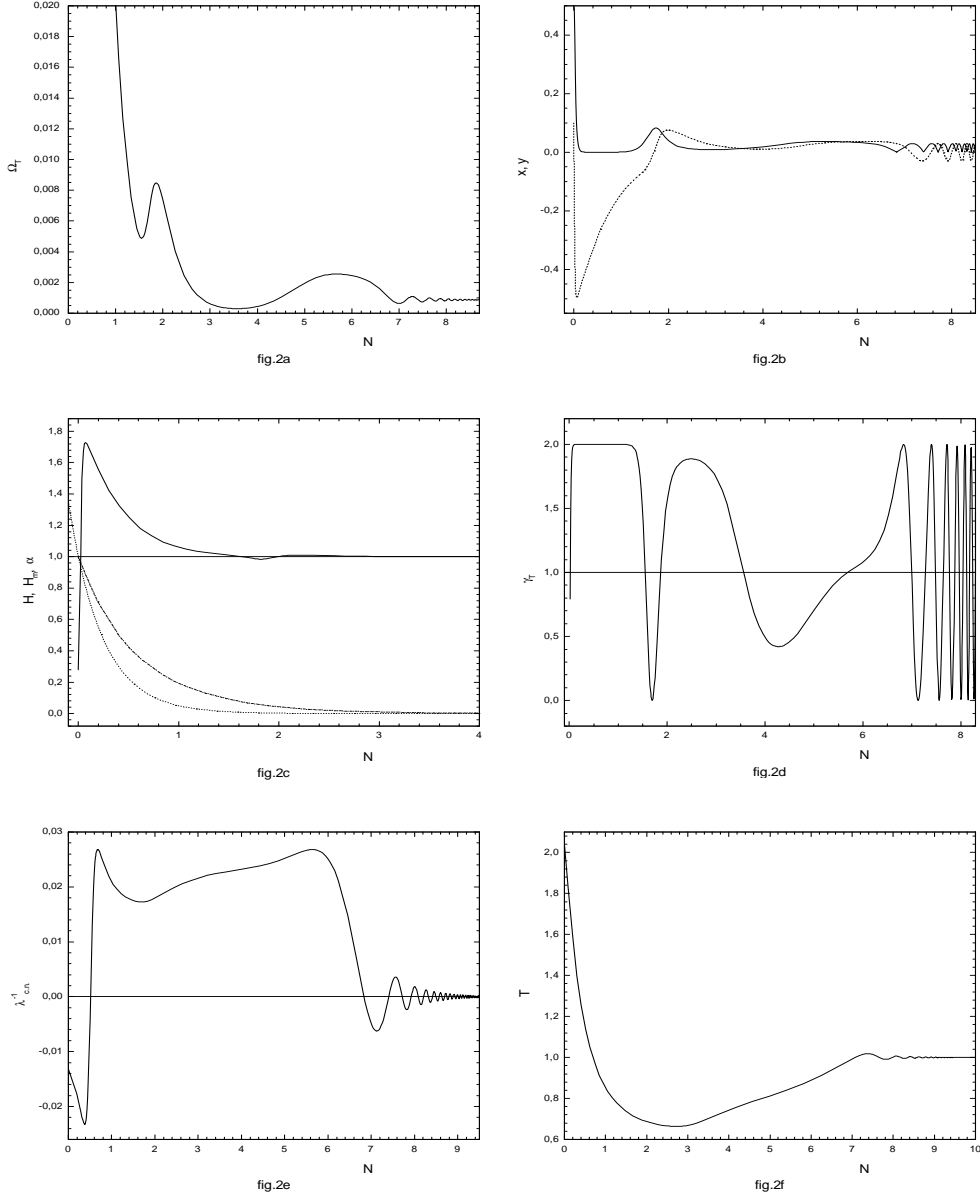 0,020
0,018
0,016
0,014
0,012
0,010
0,008
0,006
0,004
0,002
0,000
Ω_T
0 1 2 3 4 5 6 7 8
N
fig.2a
0,4
0,2
0,0
-0,2
-0,4
x, y
0 2 4 6 8
N
fig.2b
1,8
1,6
1,4
1,2
1,0
0,8
0,6
0,4
0,2
0,0
H, H_m, α
0 1 2 3 4
N
fig.2c
2,0
1,5
1,0
0,5
0,0
γ_T
0 2 4 6 8
N
fig.2d
0,03
0,02
0,01
0,00
-0,01
-0,02
λ^-1_c.n.
0 1 2 3 4 5 6 7 8 9
N
fig.2e
2,0
1,8
1,6
1,4
1,2
1,0
0,8
0,6
T
0 1 2 3 4 5 6 7 8 9 10
N
fig.2f